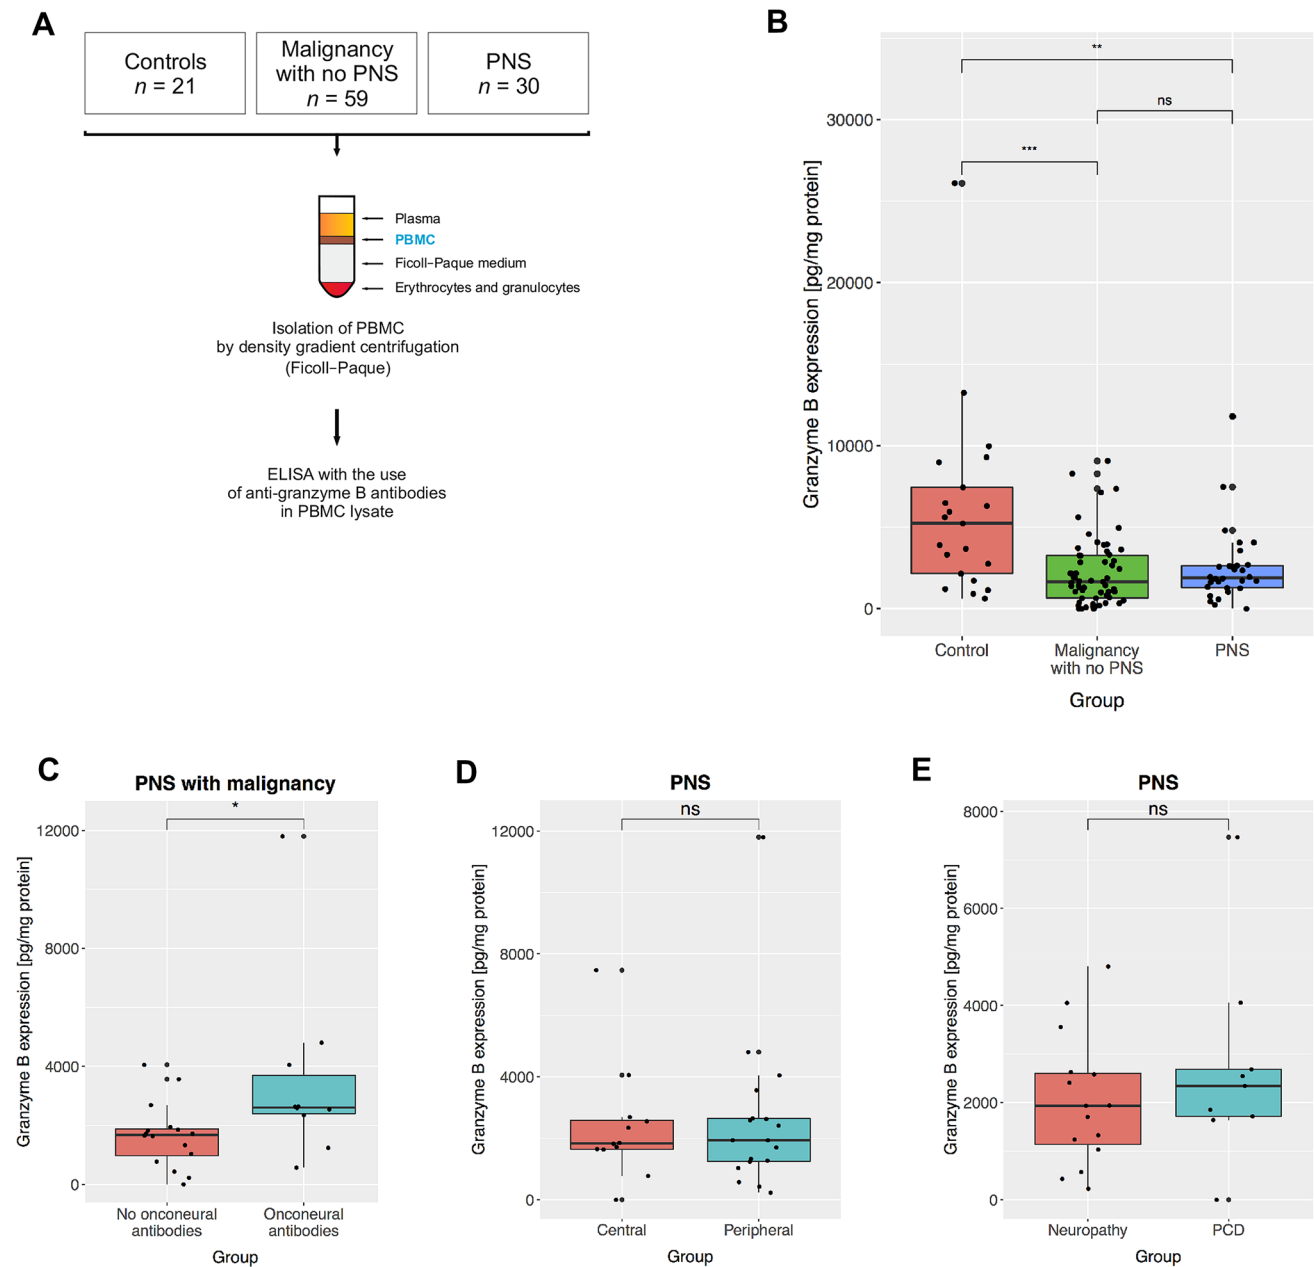 A
Controls
n = 21
Malignancy
with no PNS
n = 59
PNS
n = 30
Plasma
PBMC
Ficoll–Paque medium
Erythrocytes and granulocytes
Isolation of PBMC
by density gradient centrifugation
(Ficoll–Paque)
ELISA with the use
of anti-granzyme B antibodies
in PBMC lysate
B
**
ns
***
30000
20000
10000
0
Granzyme B expression [pg/mg protein]
Control
Malignancy
with no PNS
PNS
Group
C
PNS with malignancy
*
12000
8000
4000
0
Granzyme B expression [pg/mg protein]
No onconeural
antibodies
Onconeural
antibodies
Group
D
PNS
ns
12000
8000
4000
0
Granzyme B expression [pg/mg protein]
Central
Peripheral
Group
E
PNS
ns
8000
6000
4000
2000
0
Granzyme B expression [pg/mg protein]
Neuropathy
PCD
Group